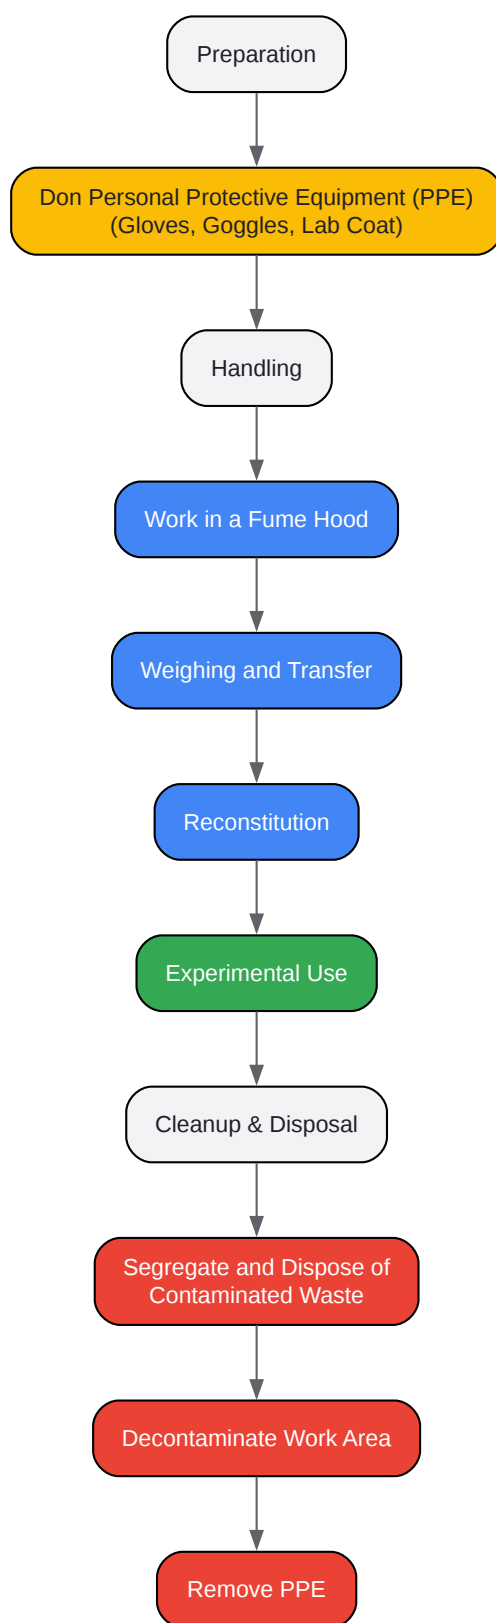 Preparation
Don Personal Protective Equipment (PPE)
(Gloves, Goggles, Lab Coat)
Handling
Work in a Fume Hood
Weighing and Transfer
Reconstitution
Experimental Use
Cleanup & Disposal
Segregate and Dispose of
Contaminated Waste
Decontaminate Work Area
Remove PPE